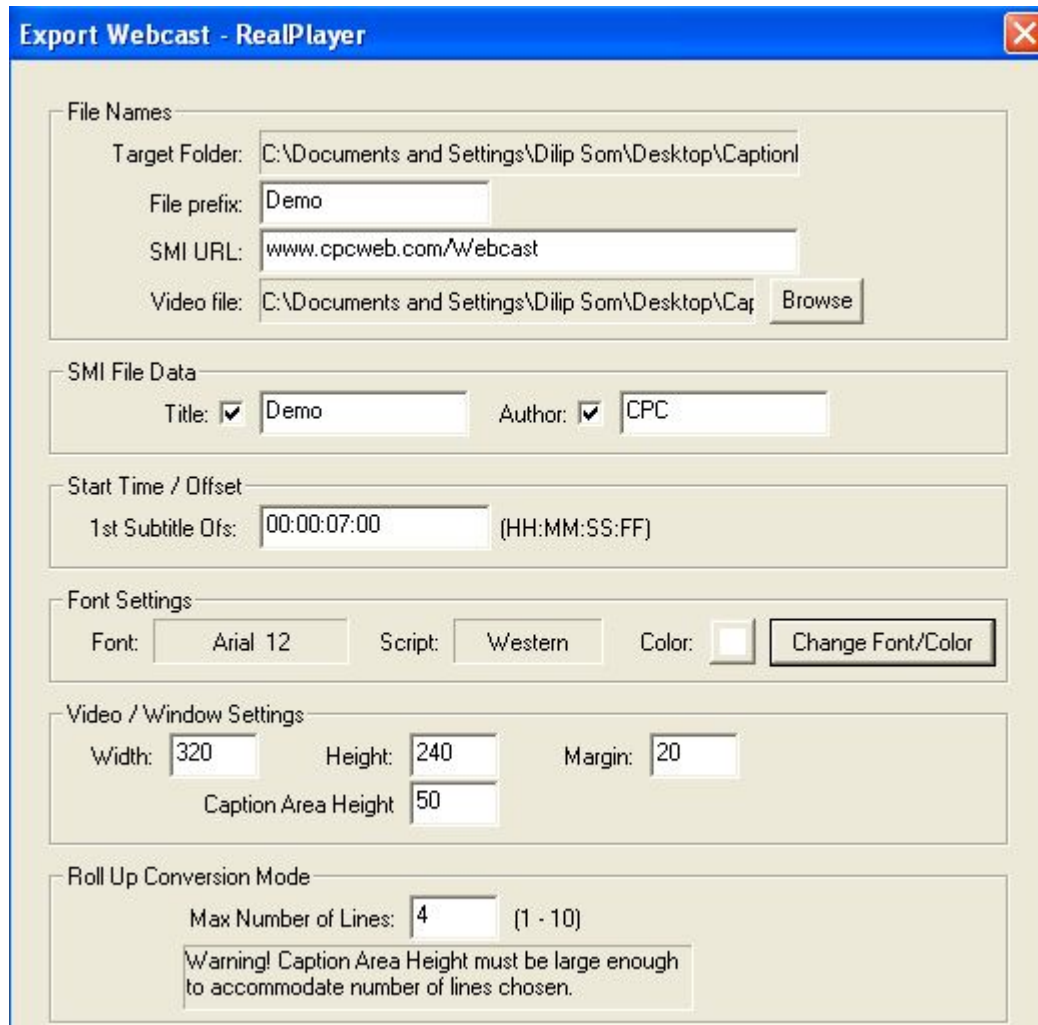 Export Webcast - RealPlayer
File Names
Target Folder: C:\Documents and Settings\Dilip Som\Desktop\Caption
File prefix: Demo
SMI URL: www.cpcweb.com/Webcast
Video file: C:\Documents and Settings\Dilip Som\Desktop\Cap Browse
SMI File Data
Title: Demo Author: CPC
Start Time / Offset
1st Subtitle Ofs: 00:00:07:00 (HH:MM:SS:FF)
Font Settings
Font: Arial 12 Script: Western Color: Change Font/Color
Video / Window Settings
Width: 320 Height: 240 Margin: 20
Caption Area Height 50
Roll Up Conversion Mode
Max Number of Lines: 4 (1 - 10)
Warning! Caption Area Height must be large enough
to accommodate number of lines chosen.